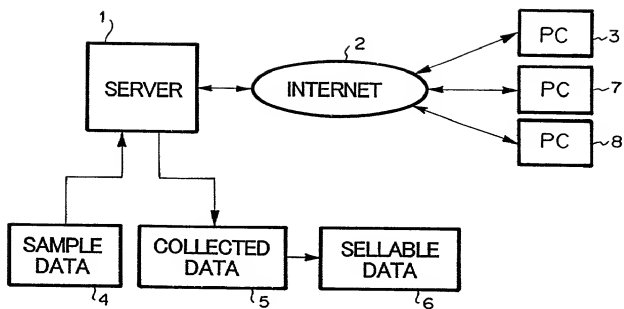 1
2
PC
3
SERVER
INTERNET
PC
7
PC
8
SAMPLE
DATA
4
COLLECTED
DATA
5
SELLABLE
DATA
6